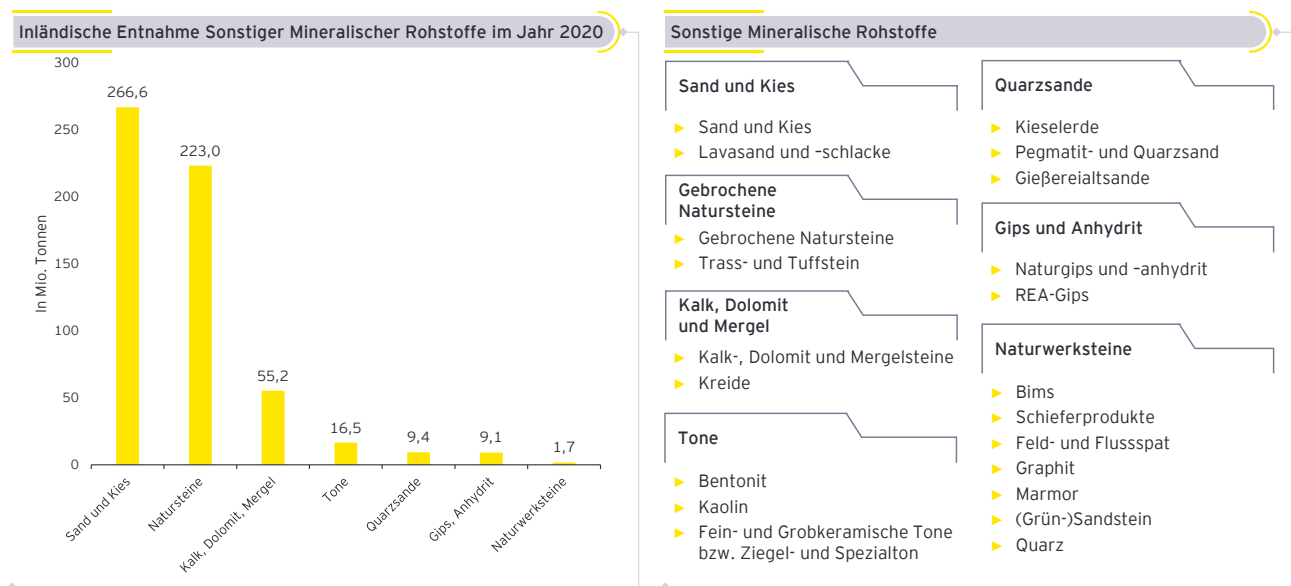 Inländische Entnahme Sonstiger Mineralischer Rohstoffe im Jahr 2020
In Mio. Tonnen
300
250
200
150
100
50
0
266,6
223,0
55,2
16,5
9,4
9,1
1,7
Sand und Kies
Natursteine
Kalk, Dolomit, Mergel
Tone
Quarzsande
Gips, Anhydrit
Naturwerksteine
Sonstige Mineralische Rohstoffe
Sand und Kies
► Sand und Kies
► Lavasand und –schlacke
Gebrochene
Natursteine
► Gebrochene Natursteine
► Trass- und Tuffstein
Kalk, Dolomit
und Mergel
► Kalk-, Dolomit und Mergelsteine
► Kreide
Tone
► Bentonit
► Kaolin
► Fein- und Grobkeramische Tone
bzw. Ziegel- und Spezialton
Quarzsande
► Kieselerde
► Pegmatit- und Quarzsand
► Gießereialtsande
Gips und Anhydrit
► Naturgips und –anhydrit
► REA-Gips
Naturwerksteine
► Bims
► Schieferprodukte
► Feld- und Flussspat
► Graphit
► Marmor
► (Grün-)Sandstein
► Quarz